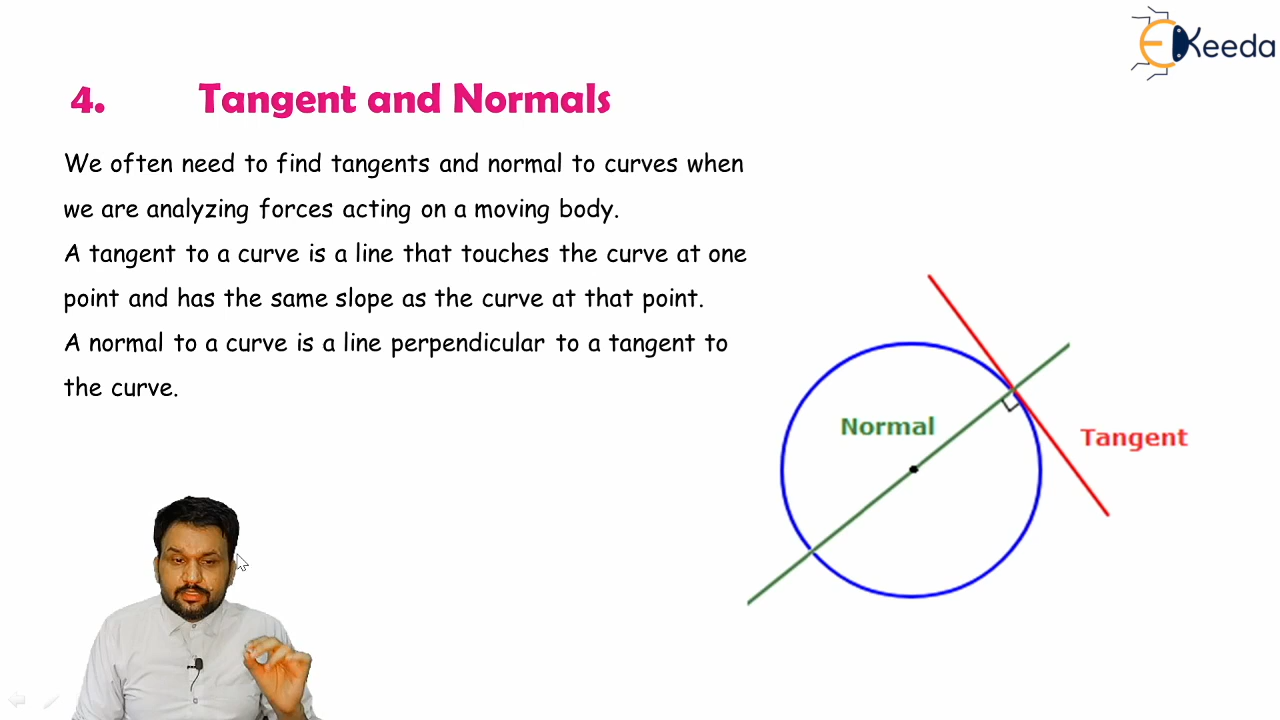 EKeeda
4. Tangent and Normals
We often need to find tangents and normal to curves when
we are analyzing forces acting on a moving body.
A tangent to a curve is a line that touches the curve at one
point and has the same slope as the curve at that point.
A normal to a curve is a line perpendicular to a tangent to
the curve.
Normal
Tangent